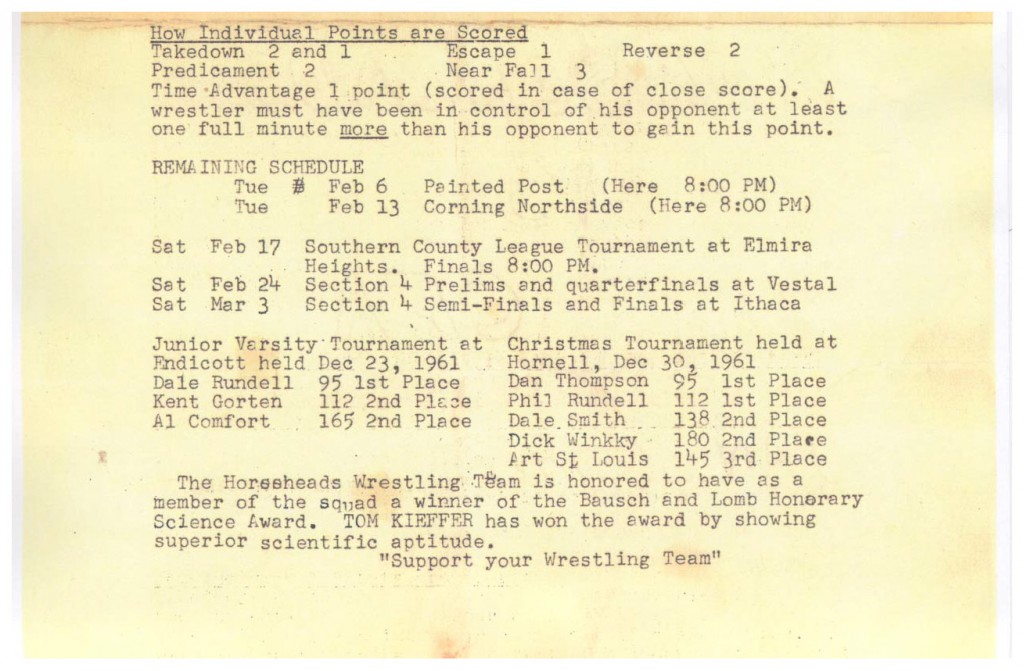 How Individual Points are Scored
Takedown 2 and 1 Escape 1 Reverse 2
Predicament 2 Near Fall 3
Time Advantage 1 point (scored in case of close score). A
wrestler must have been in control of his opponent at least
one full minute more than his opponent to gain this point.
REMAINING SCHEDULE
Tue Feb 6 Painted Post (Here 8:00 PM)
Tue Feb 13 Corning Northside (Here 8:00 PM)
Sat Feb 17 Southern County League Tournament at Elmira
Heights. Finals 8:00 PM.
Sat Feb 24 Section 4 Prelims and quarterfinals at Vestal
Sat Mar 3 Section 4 Semi-Finals and Finals at Ithaca
Junior Varsity Tournament at
Endicott held Dec 23, 1961
Dale Rundell 95 1st Place
Kent Gorten 112 2nd Place
Al Comfort 165 2nd Place
Christmas Tournament held at
Hornell, Dec 30, 1961
Dan Thompson 95 1st Place
Phil Rundell 112 1st Place
Dale Smith 138 2nd Place
Dick Winkky 180 2nd Place
Art St Louis 145 3rd Place
The Horseheads Wrestling Team is honored to have as a
member of the squad a winner of the Bausch and Lomb Honorary
Science Award. TOM KIEFFER has won the award by showing
superior scientific aptitude.
"Support your Wrestling Team"